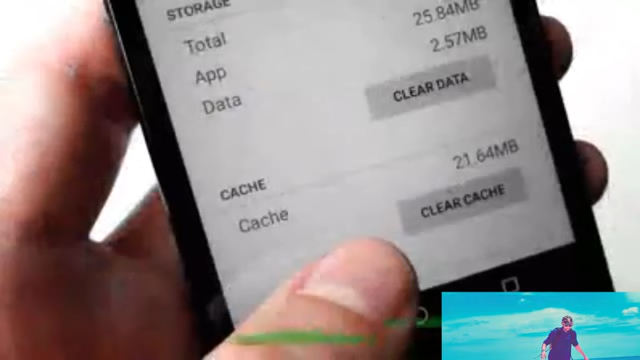 STORAGE
Total 25.84MB
App 2.57MB
Data
CLEAR DATA
CACHE
Cache 21.64MB
CLEAR CACHE